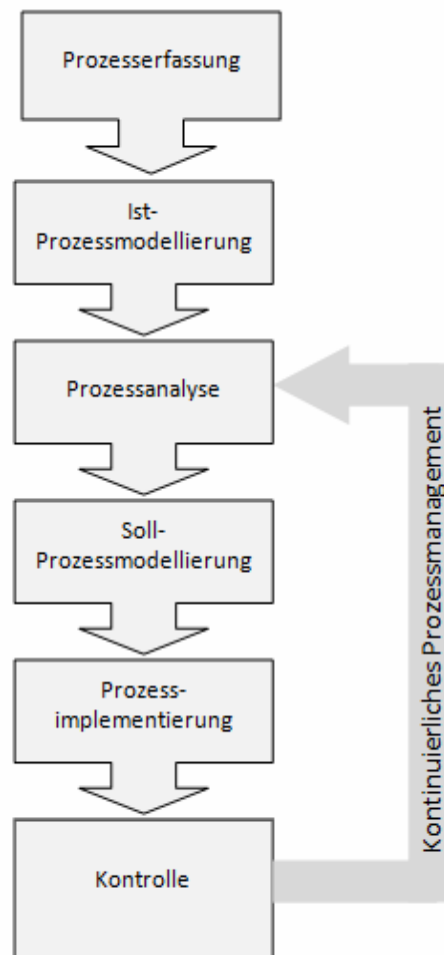 Prozesserfassung
Ist-
Prozessmodellierung
Prozessanalyse
Soll-
Prozessmodellierung
Prozess-
implementierung
Kontrolle
Kontinuierliches Prozessmanagement